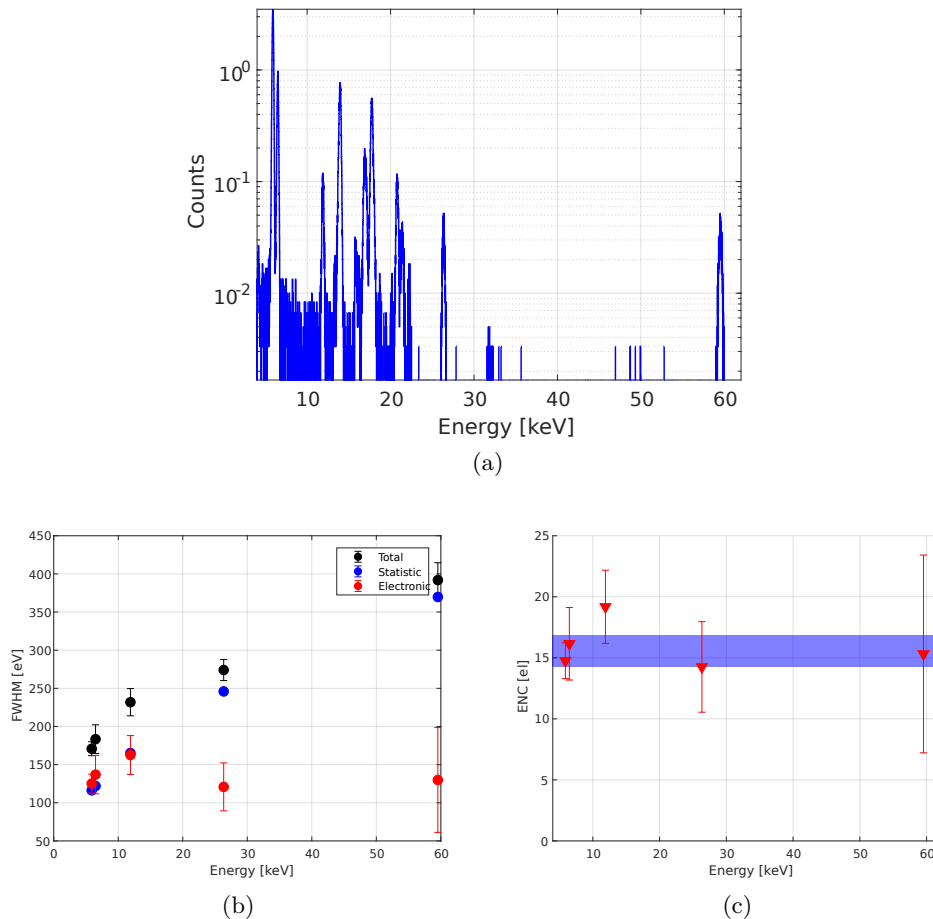 10^0
10^-1
10^-2
Counts
10 20 30 40 50 60
Energy [keV]
(a)
450
400
350
300
250
200
150
100
50
FWHM [eV]
Total
Statistic
Electronic
0 10 20 30 40 50 60
Energy [keV]
(b)
25
20
15
10
5
0
ENC [el]
10 20 30 40 50 60
Energy [keV]
(c)